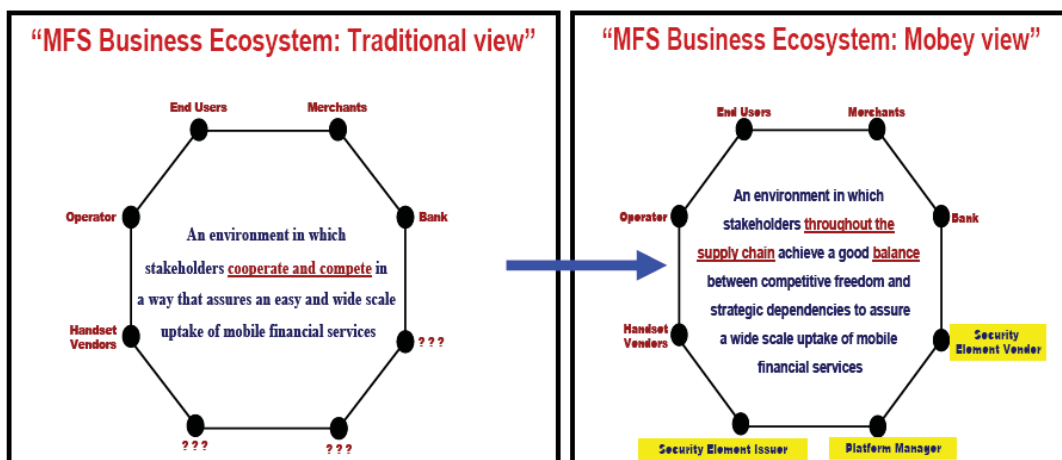 “MFS Business Ecosystem: Traditional view”
End Users
Merchants
Operator
Bank
An environment in which
stakeholders cooperate and compete in
a way that assures an easy and wide scale
uptake of mobile financial services
Handset
Vendors
? ? ?
? ? ?
? ? ?
“MFS Business Ecosystem: Mobey view”
End Users
Merchants
Operator
Bank
An environment in which
stakeholders throughout the
supply chain achieve a good balance
between competitive freedom and
strategic dependencies to assure
a wide scale uptake of mobile
financial services
Handset
Vendors
Security
Element Vendor
Security Element Issuer
Platform Manager